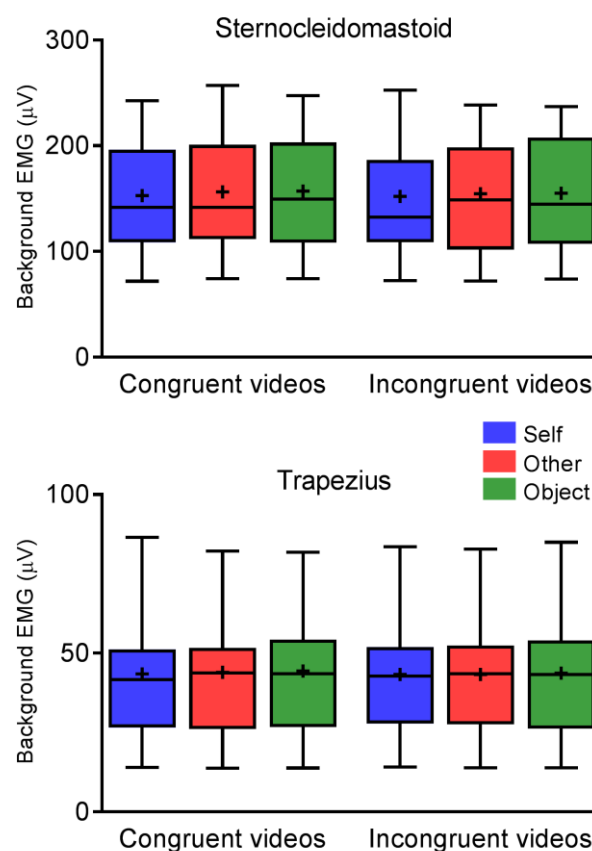 Sternocleidomastoid
Background EMG (µV)
300
200
100
0
Congruent videos
Incongruent videos
Self
Other
Object
Trapezius
Background EMG (µV)
100
50
0
Congruent videos
Incongruent videos